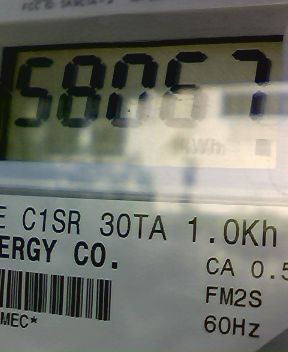 58067
kWh
E C1SR 30TA 1.0Kh
ERGY CO.
CA 0.5
FM2S
MEC*
60Hz